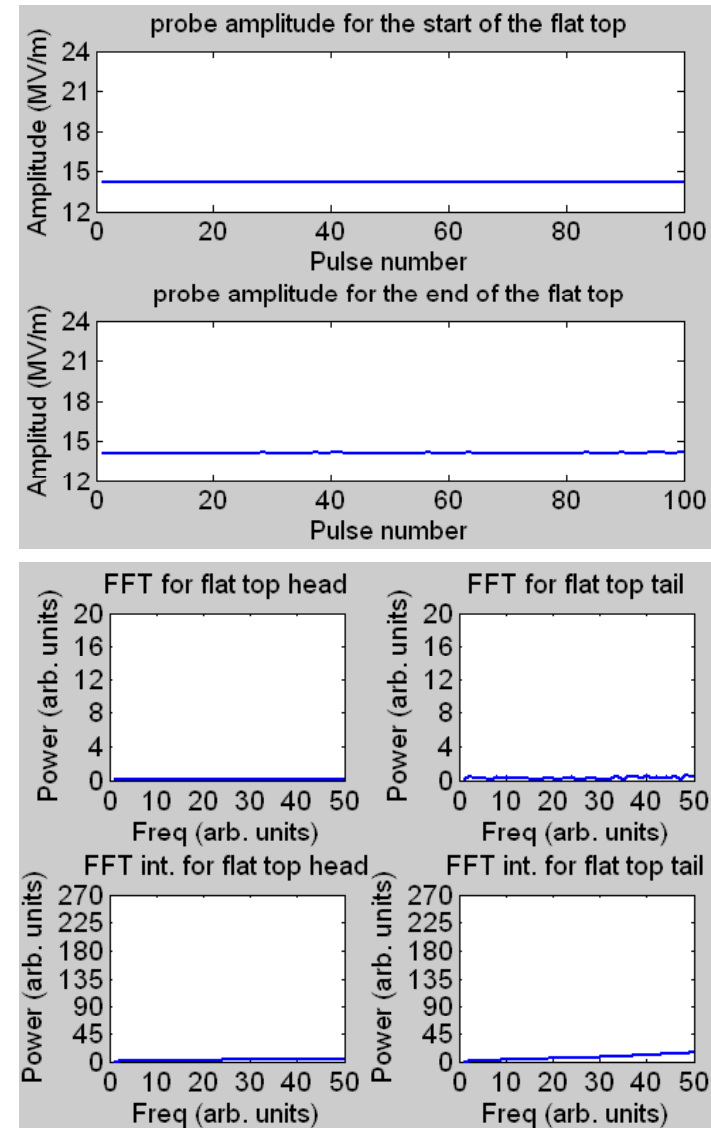 probe amplitude for the start of the flat top
Amplitude (MV/m)
24
21
18
15
12
0 20 40 60 80 100
Pulse number
probe amplitude for the end of the flat top
Amplitud (MV/m)
24
21
18
15
12
0 20 40 60 80 100
Pulse number
FFT for flat top head
Power (arb. units)
20
16
12
8
4
0
0 10 20 30 40 50
Freq (arb. units)
FFT for flat top tail
Power (arb. units)
20
16
12
8
4
0
0 10 20 30 40 50
Freq (arb. units)
FFT int. for flat top head
Power (arb. units)
270
225
180
135
90
45
0
0 10 20 30 40 50
Freq (arb. units)
FFT int. for flat top tail
Power (arb. units)
270
225
180
135
90
45
0
0 10 20 30 40 50
Freq (arb. units)